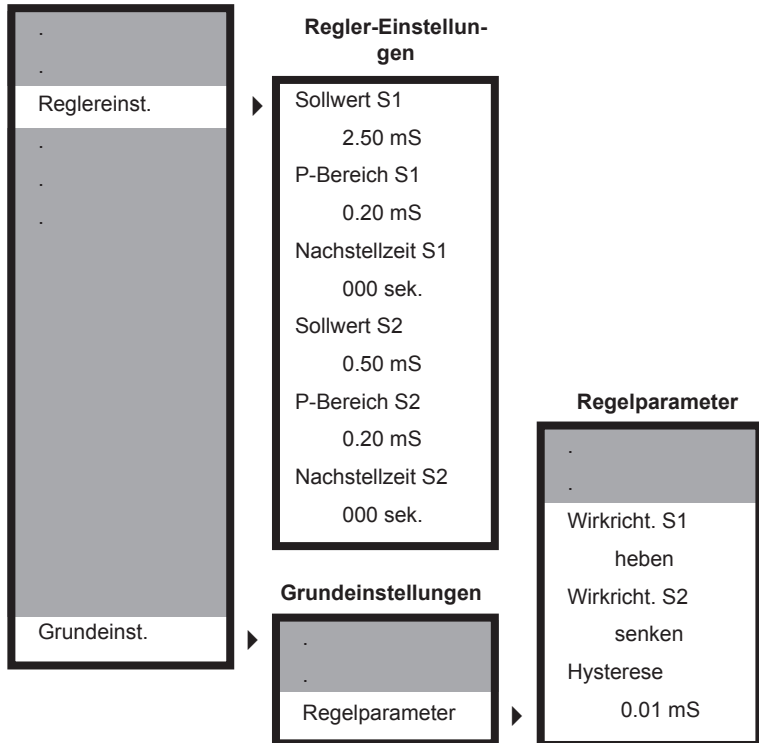 .
.
Reglereinst.
.
.
.
Grundeinst.
Regler-Einstellun-
gen
Sollwert S1
2.50 mS
P-Bereich S1
0.20 mS
Nachstellzeit S1
000 sek.
Sollwert S2
0.50 mS
P-Bereich S2
0.20 mS
Nachstellzeit S2
000 sek.
Grundeinstellungen
.
.
Regelparameter
Regelparameter
.
.
Wirkricht. S1
heben
Wirkricht. S2
senken
Hysterese
0.01 mS